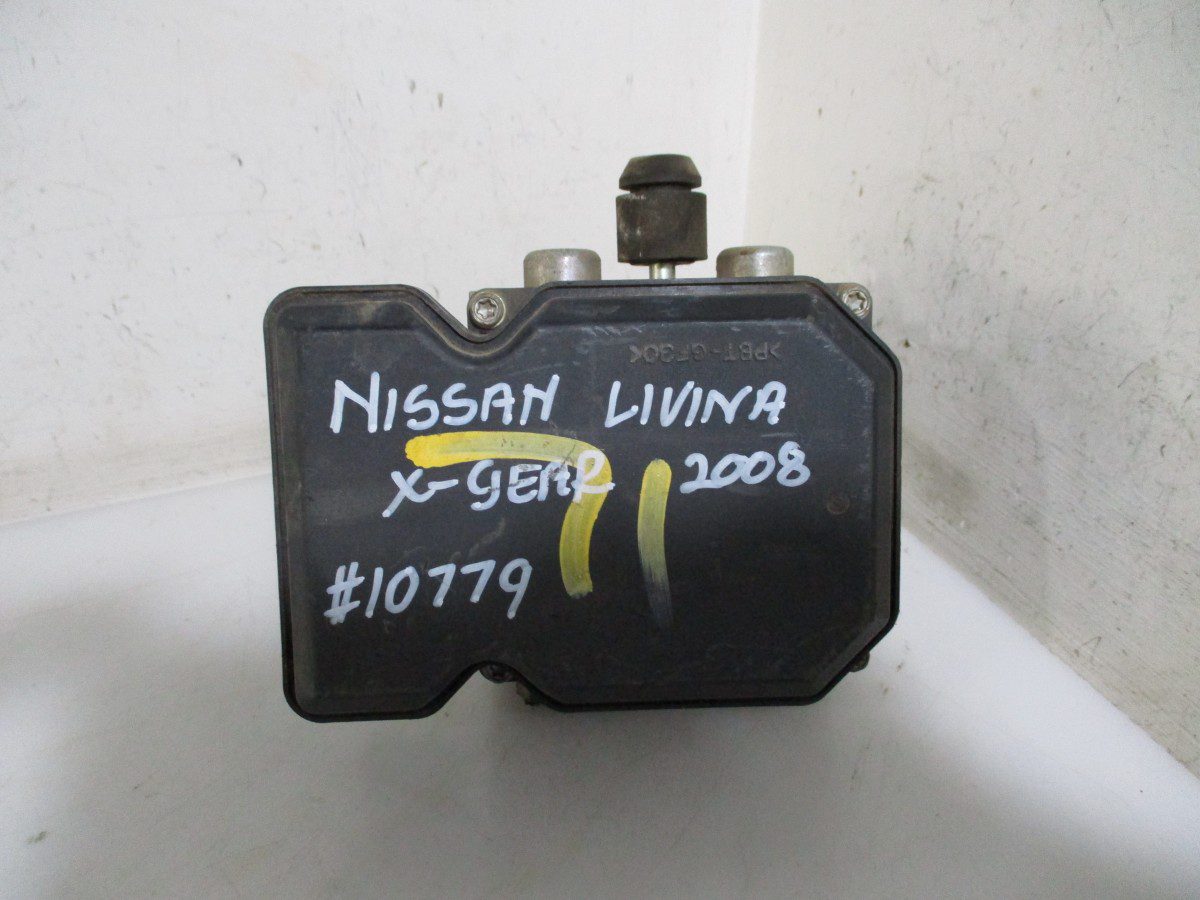 >PBT-GF30<
NISSAN LIVINA
X-GEAR 2008
#10779